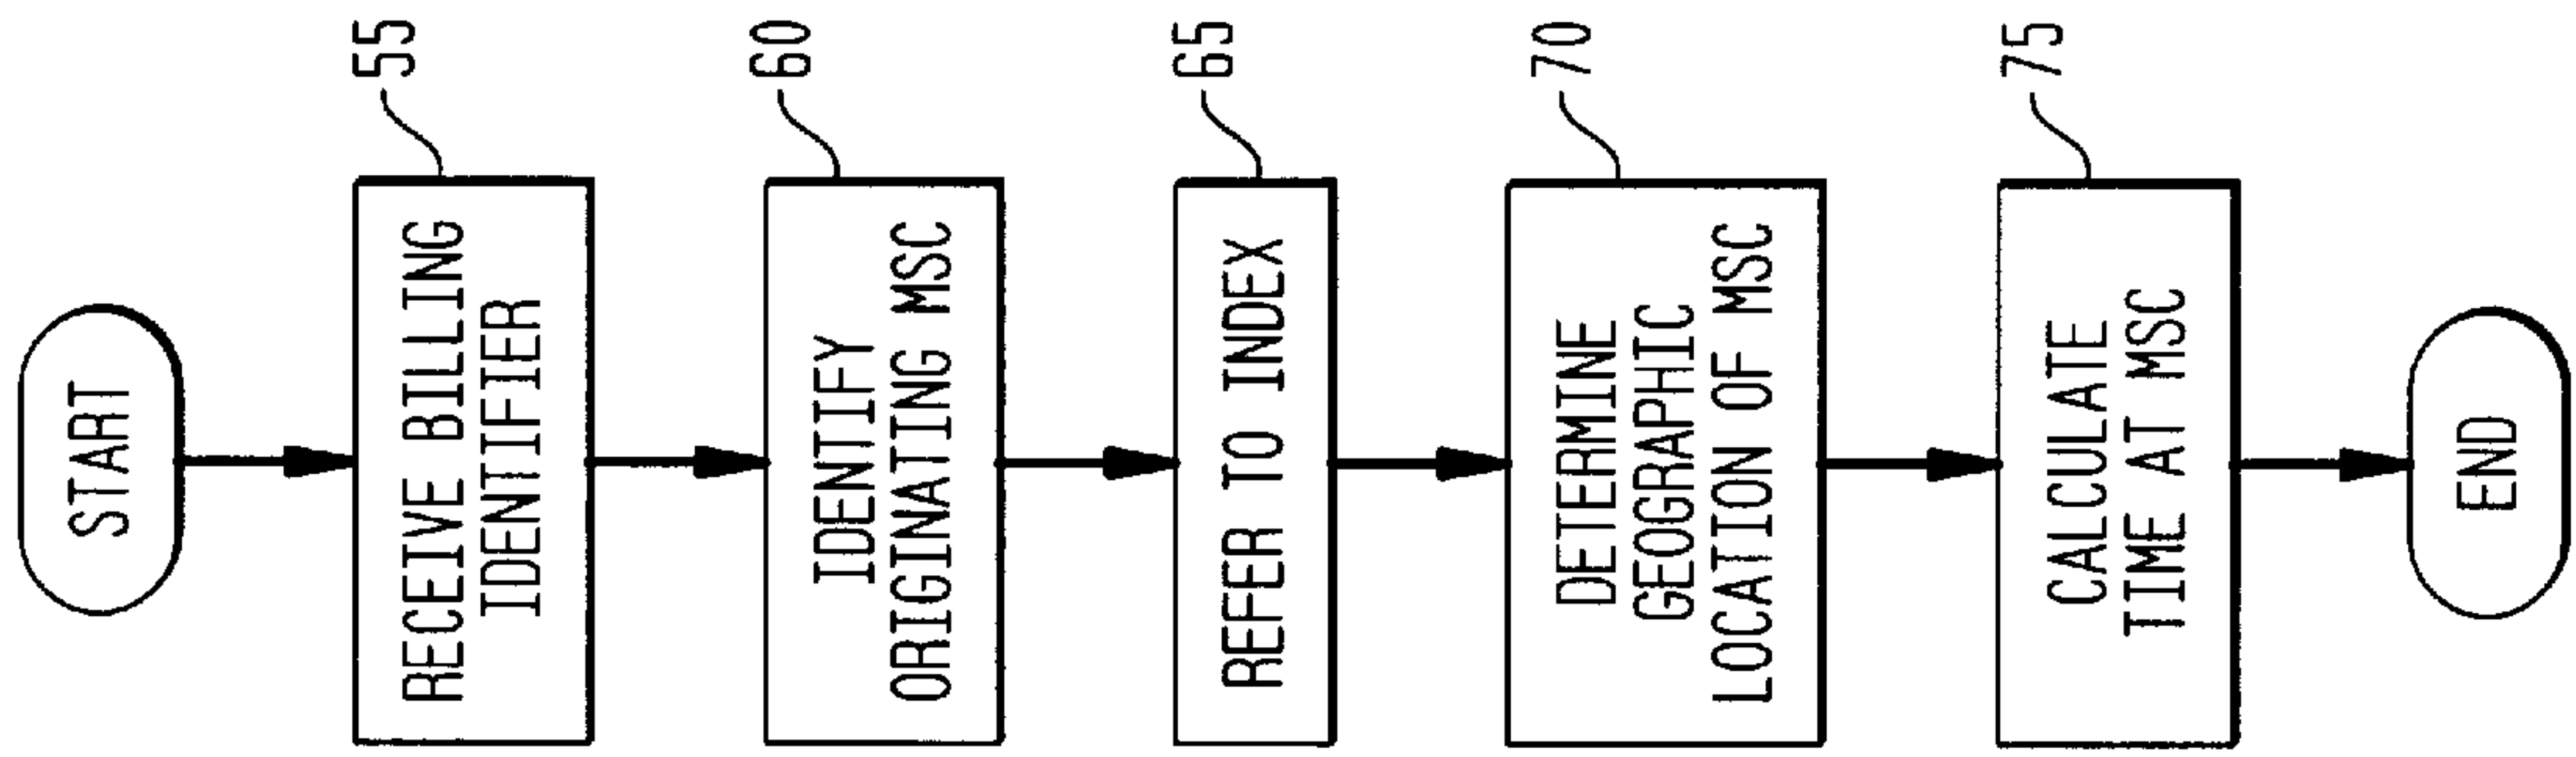 START
RECEIVE BILLING
IDENTIFIER
55
IDENTIFY
ORIGINATING MSC
60
REFER TO INDEX
65
DETERMINE
GEOGRAPHIC
LOCATION OF MSC
70
CALCULATE
TIME AT MSC
75
END